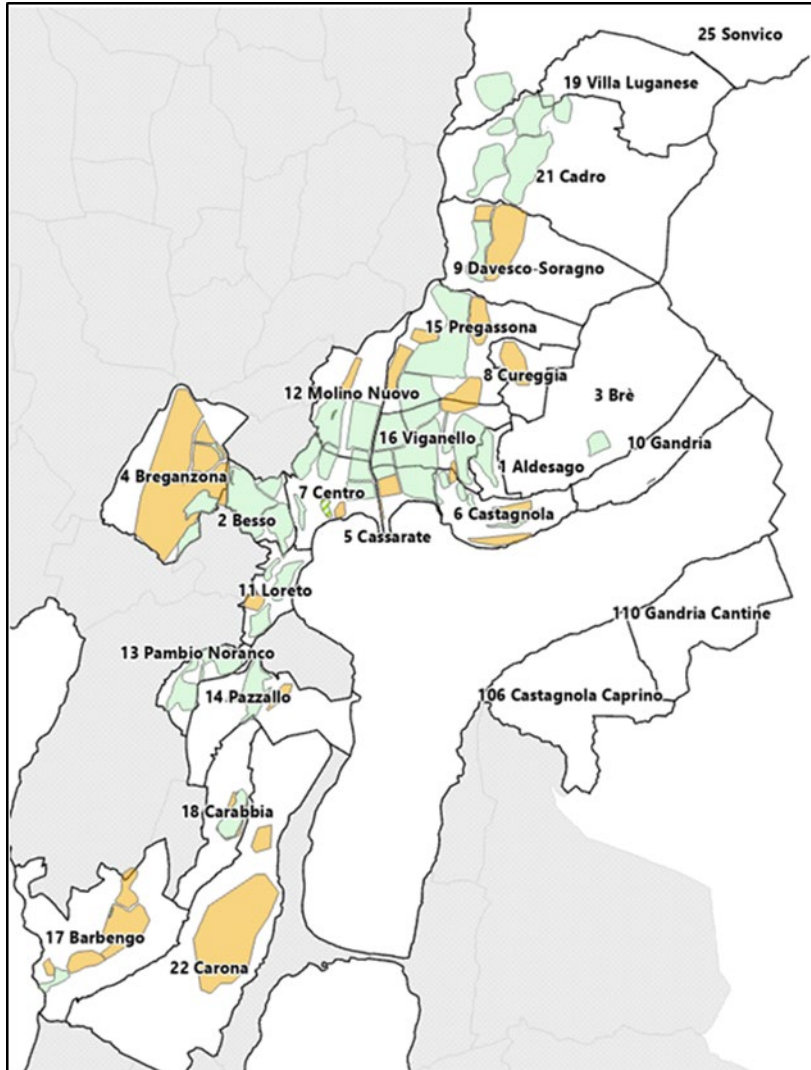 25 Sonvico
19 Villa Luganese
21 Cadro
9 Davesco-Soragno
15 Pregassona
8 Cureggia
12 Molino Nuovo
3 Brè
16 Viganello
10 Gandria
1 Aldesago
4 Breganzona
7 Centro
6 Castagnola
2 Besso
5 Cassarate
11 Loreto
110 Gandria Cantine
13 Pambio Noranco
14 Pazzallo
106 Castagnola Caprino
18 Carabbia
17 Barbengo
22 Carona